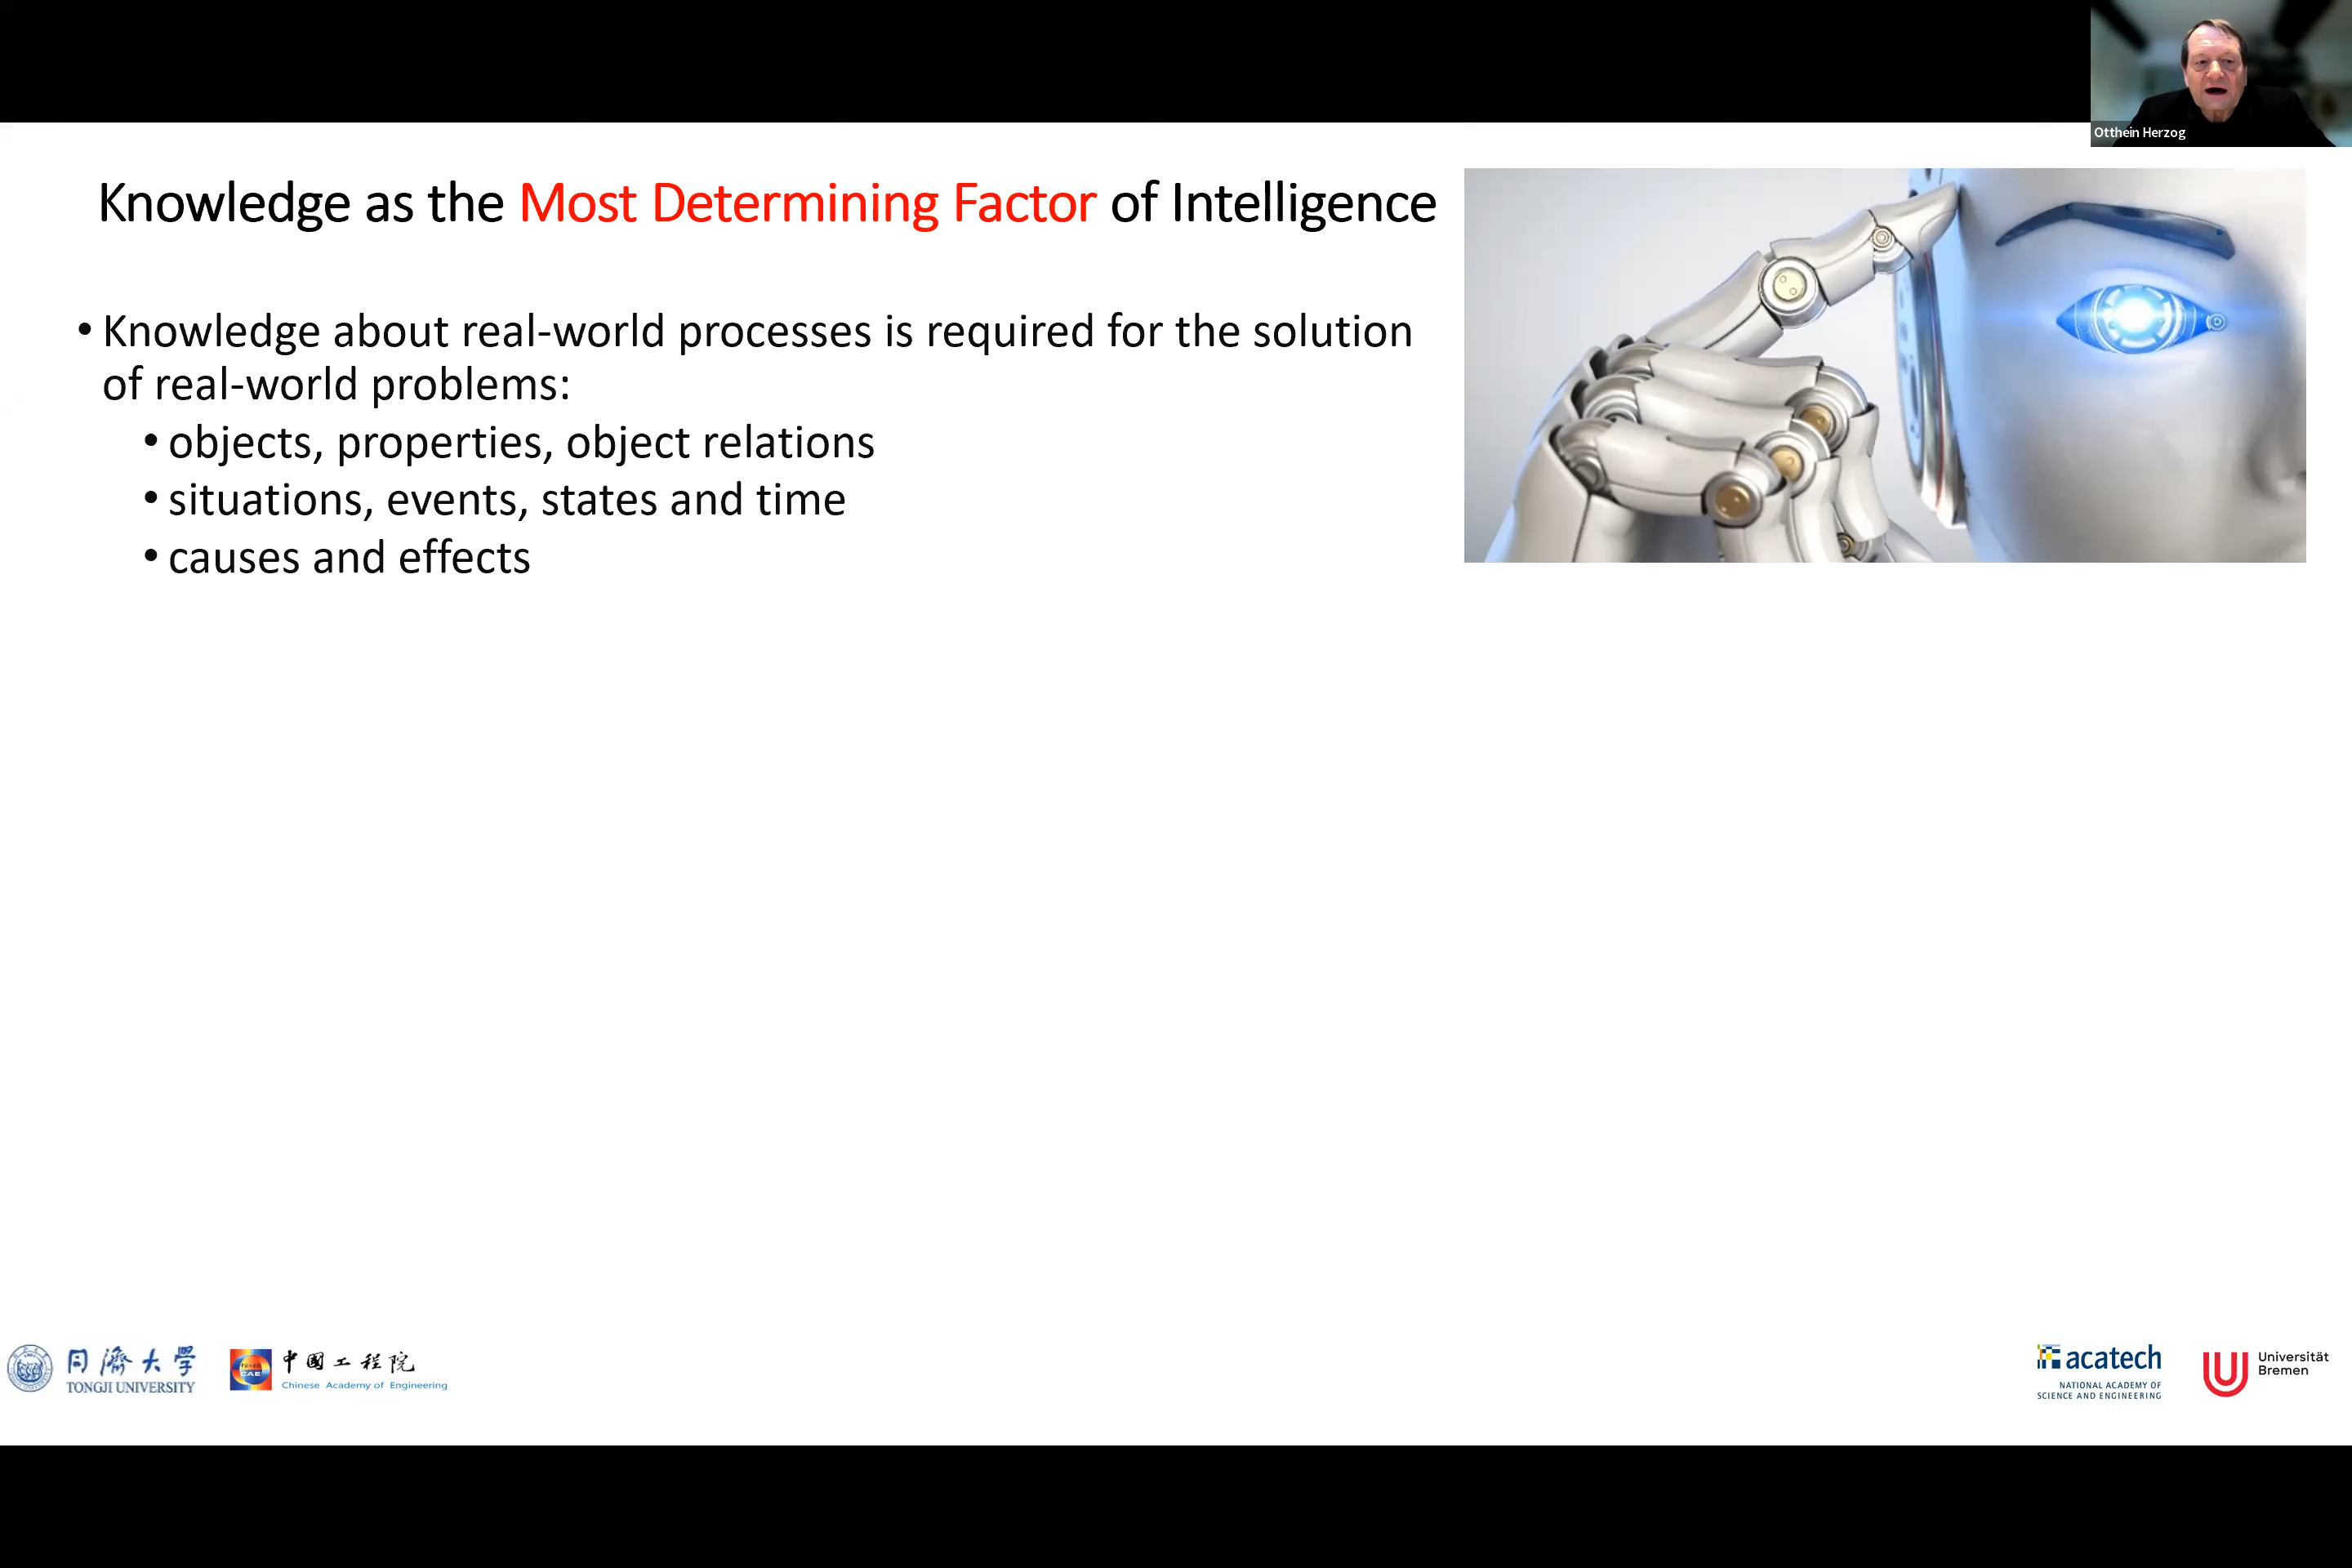 Otthein Herzog
Knowledge as the Most Determining Factor of Intelligence
• Knowledge about real-world processes is required for the solution
of real-world problems:
• objects, properties, object relations
• situations, events, states and time
• causes and effects
同濟大學
TONGJI UNIVERSITY
CAE
中國工程院
Chinese Academy of Engineering
acatech
NATIONAL ACADEMY OF
SCIENCE AND ENGINEERING
Universität
Bremen